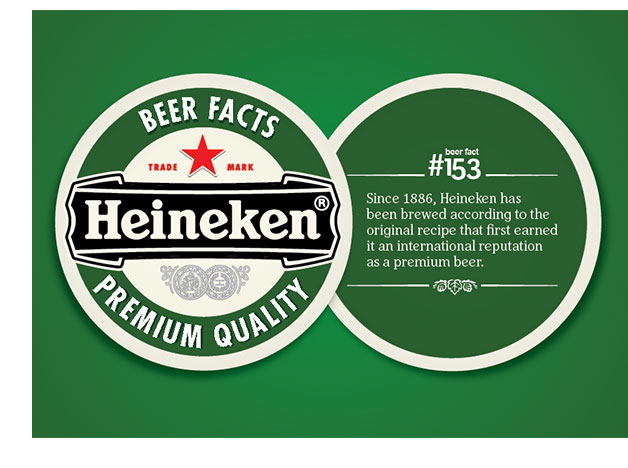 BEER FACTS
TRADE MARK
Heineken®
PREMIUM QUALITY
beer fact
#153
Since 1886, Heineken has
been brewed according to the
original recipe that first earned
it an international reputation
as a premium beer.